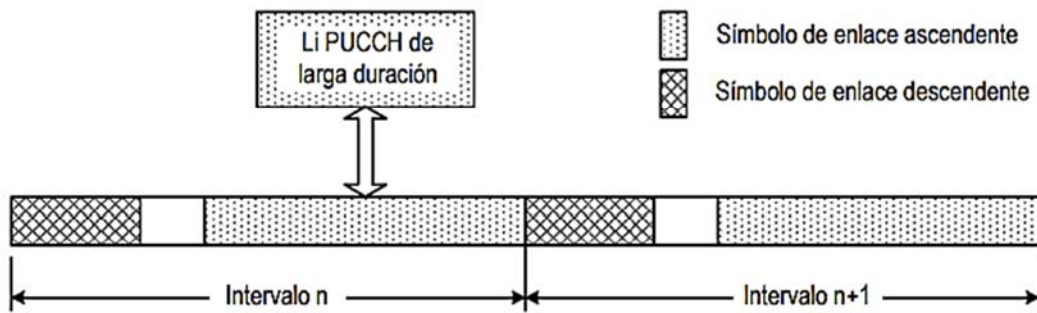 Li PUCCH de
larga duración
Símbolo de enlace ascendente
Símbolo de enlace descendente
Intervalo n
Intervalo n+1